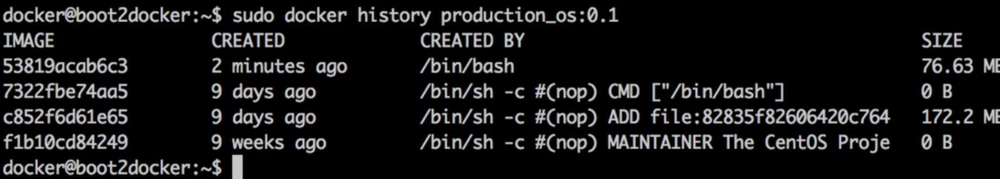 docker@boot2docker:~$ sudo docker history production_os:0.1
IMAGE CREATED CREATED BY SIZE
53819acab6c3 2 minutes ago /bin/bash 76.63 MB
7322fbe74aa5 9 days ago /bin/sh -c #(nop) CMD ["/bin/bash"] 0 B
c852f6d61e65 9 days ago /bin/sh -c #(nop) ADD file:82835f82606420c764 172.2 MB
f1b10cd84249 9 weeks ago /bin/sh -c #(nop) MAINTAINER The CentOS Proje 0 B
docker@boot2docker:~$